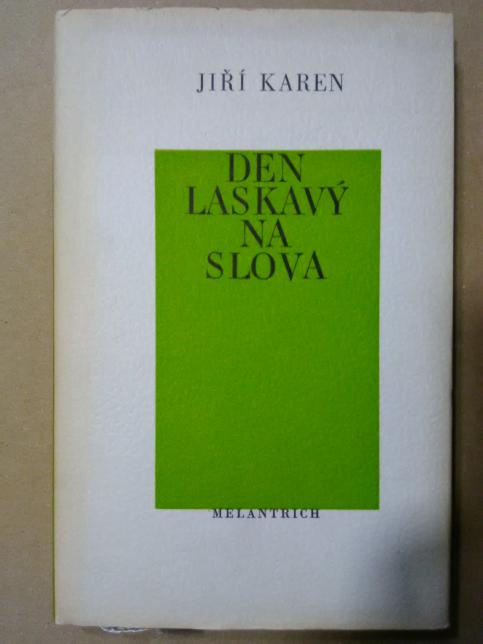 JIŘÍ KAREN
DEN
LASKAVÝ
NA
SLOVA
MELANTRICH